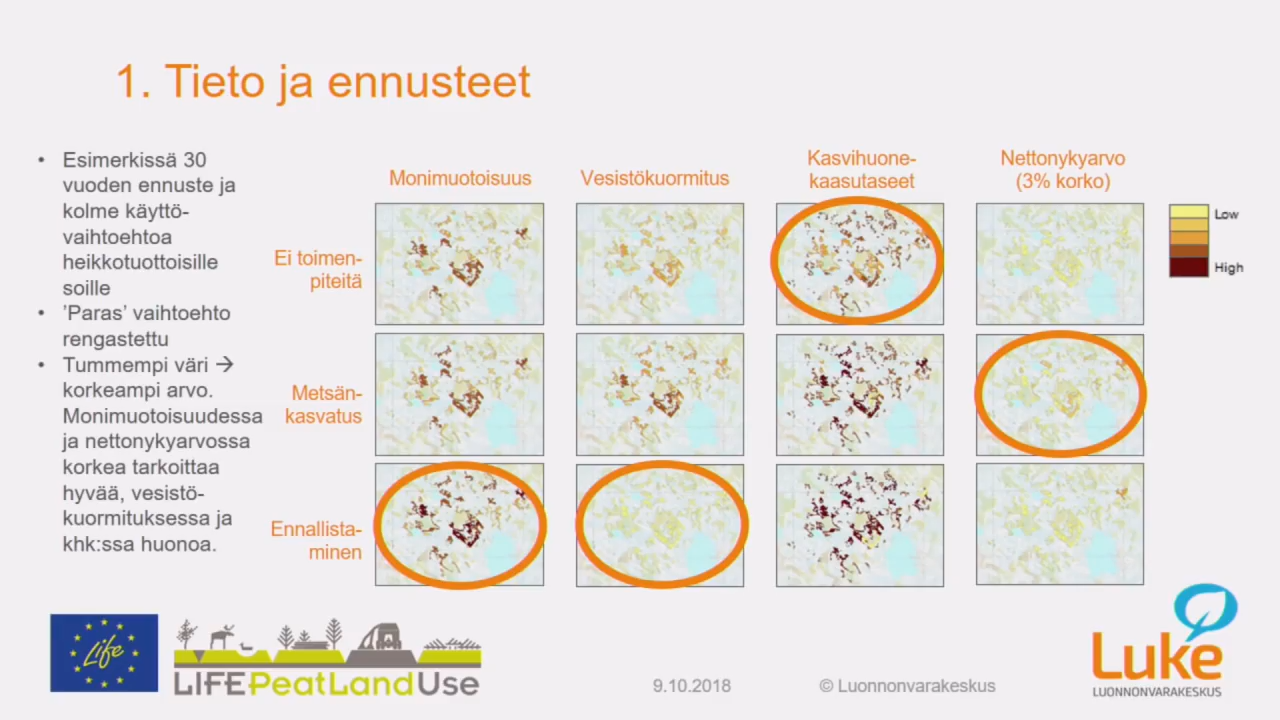 1. Tieto ja ennusteet
• Esimerkissä 30
vuoden ennuste ja
kolme käyttö-
vaihtoehtoa
heikkotuottoisille
soille
• ’Paras’ vaihtoehto
rengastettu
• Tummempi väri →
korkeampi arvo.
Monimuotoisuudessa
ja nettonykyarvossa
korkea tarkoittaa
hyvää, vesistö-
kuormituksessa ja
khk:ssa huonoa.
Monimuotoisuus
Vesistökuormitus
Kasvihuone-
kaasutaseet
Nettonykyarvo
(3% korko)
Low
High
Ei toimen-
piteitä
Metsän-
kasvatus
Ennallista-
minen
Life
LIFEPeatLandUse
9.10.2018
© Luonnonvarakeskus
Luke
LUONNONVARAKESKUS